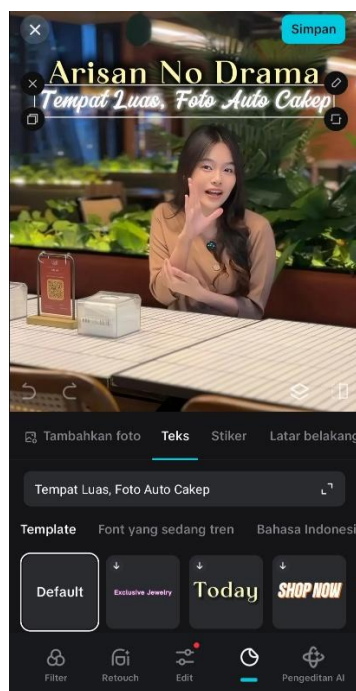 Simpan
Arisan No Drama
Tempat Luas, Foto Auto Cakep
Tambahkan foto
Teks
Stiker
Latar belakang
Tempat Luas, Foto Auto Cakep
Template
Font yang sedang tren
Bahasa Indonesi
Default
Exclusive Jewelry
Today
SHOP NOW
Filter
Retouch
Edit
Pengeditan AI